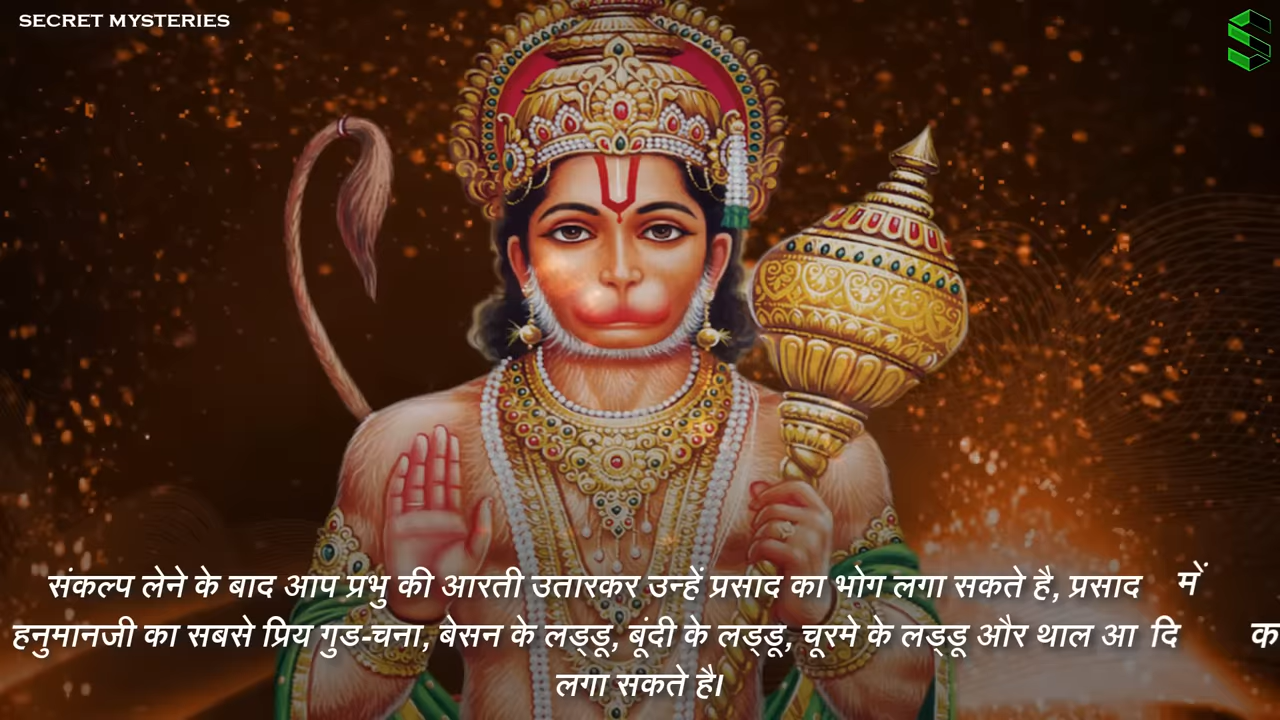 SECRET MYSTERIES
संकल्प लेने के बाद आप प्रभु की आरती उतारकर उन्हें प्रसाद का भोग लगा सकते है, प्रसाद में
हनुमानजी का सबसे प्रिय गुड-चना, बेसन के लड्डू, बूंदी के लड्डू, चूरमे के लड्डू और थाल आ दि क
लगा सकते है।